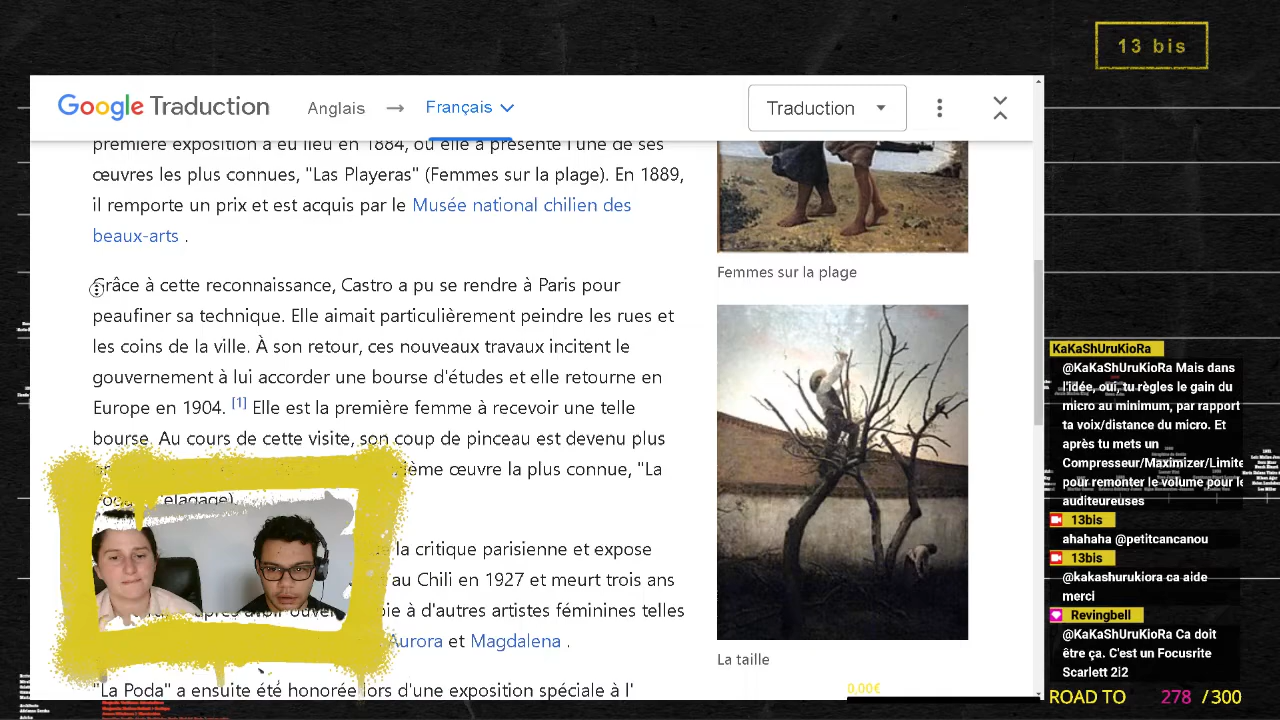 13 bis
Google Traduction
Anglais → Français
Traduction
première exposition a eu lieu en 1884, où elle a présenté l'une de ses
œuvres les plus connues, "Las Playeras" (Femmes sur la plage). En 1889,
il remporte un prix et est acquis par le Musée national chilien des
beaux-arts .
Femmes sur la plage
Grâce à cette reconnaissance, Castro a pu se rendre à Paris pour
peaufiner sa technique. Elle aimait particulièrement peindre les rues et
les coins de la ville. À son retour, ces nouveaux travaux incitent le
gouvernement à lui accorder une bourse d'études et elle retourne en
Europe en 1904. [1] Elle est la première femme à recevoir une telle
bourse. Au cours de cette visite, son coup de pinceau est devenu plus
ième œuvre la plus connue, "La
élagage).
la critique parisienne et expose
au Chili en 1927 et meurt trois ans
à d'autres artistes féminines telles
Aurora et Magdalena .
La taille
"La Poda" a ensuite été honorée lors d'une exposition spéciale à l'
0,00€
KaKaShUruKioRa
@KaKaShUruKioRa Mais dans
l'idée, oui, tu règles le gain du
micro au minimum, par rapport
ta voix/distance du micro. Et
après tu mets un
Compresseur/Maximizer/Limite
pour remonter le volume pour le
auditeureuses
13bis
ahahaha @petitcancanou
13bis
@kakashurukiora ca aide
merci
Revingbell
@KaKaShUruKioRa Ca doit
être ça. C'est un Focusrite
Scarlett 2i2
ROAD TO 278 / 300